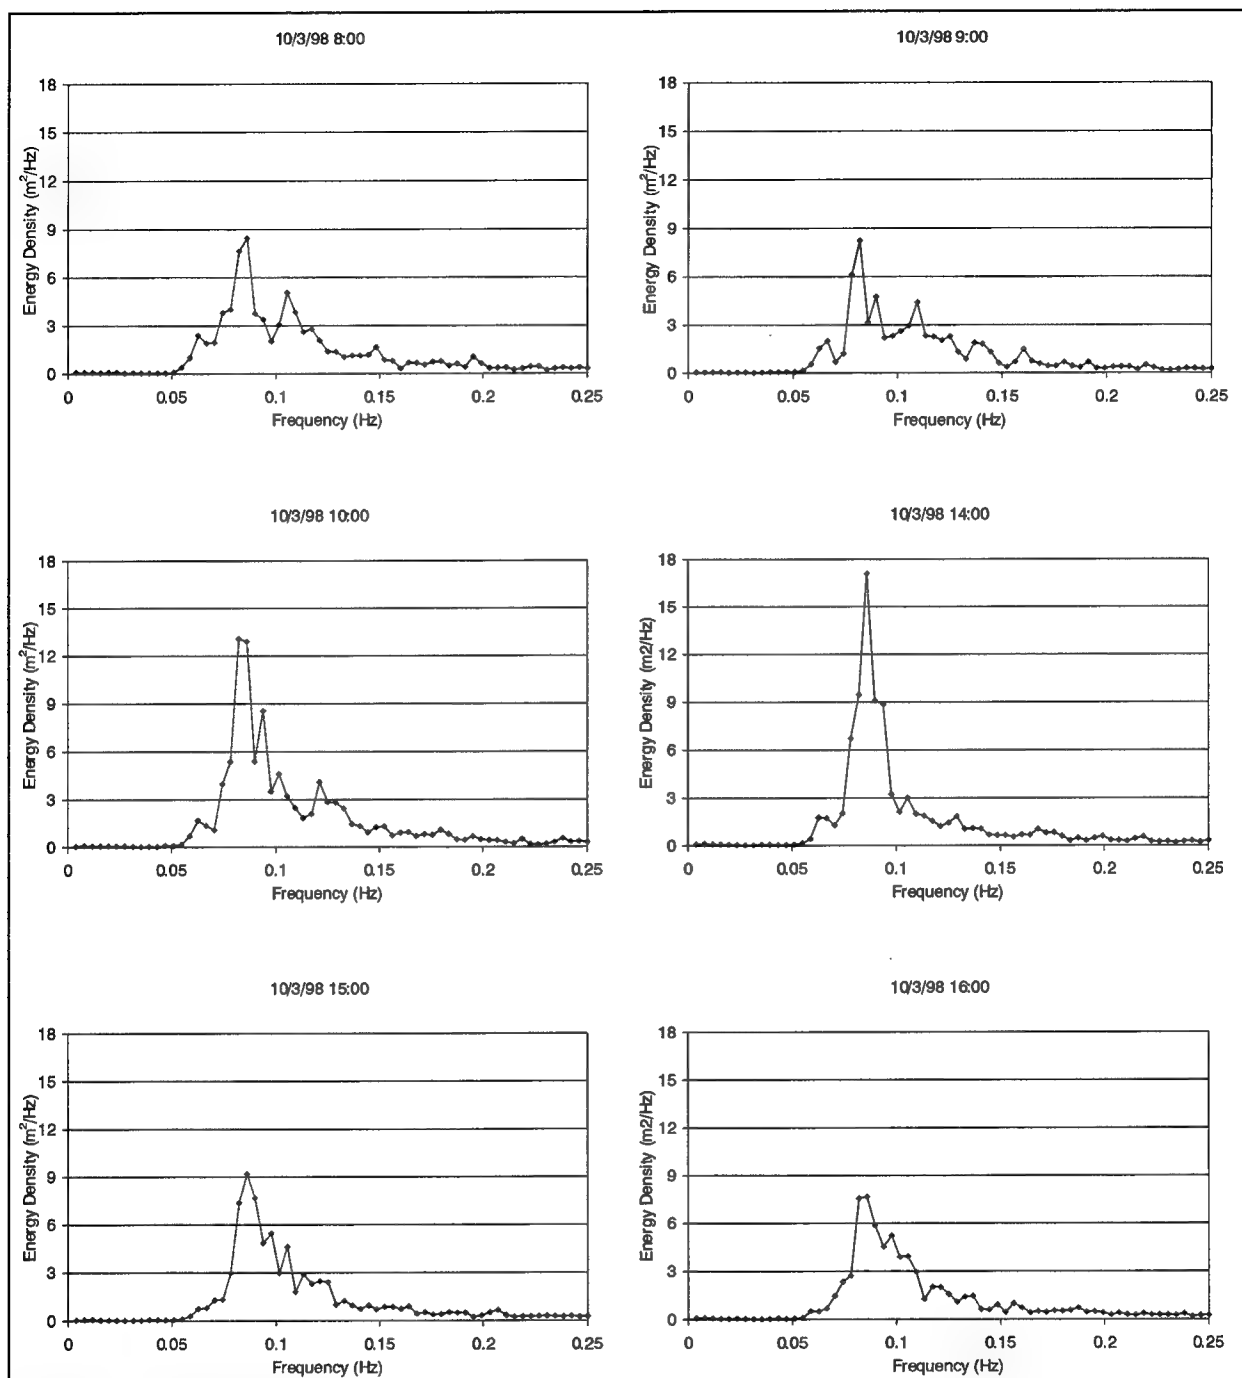 10/3/98 8:00
Energy Density (m²/Hz)
18
15
12
9
6
3
0
0 0.05 0.1 0.15 0.2 0.25
Frequency (Hz)
10/3/98 9:00
Energy Density (m²/Hz)
18
15
12
9
6
3
0
0 0.05 0.1 0.15 0.2 0.25
Frequency (Hz)
10/3/98 10:00
Energy Density (m²/Hz)
18
15
12
9
6
3
0
0 0.05 0.1 0.15 0.2 0.25
Frequency (Hz)
10/3/98 14:00
Energy Density (m2/Hz)
18
15
12
9
6
3
0
0 0.05 0.1 0.15 0.2 0.25
Frequency (Hz)
10/3/98 15:00
Energy Density (m²/Hz)
18
15
12
9
6
3
0
0 0.05 0.1 0.15 0.2 0.25
Frequency (Hz)
10/3/98 16:00
Energy Density (m2/Hz)
18
15
12
9
6
3
0
0 0.05 0.1 0.15 0.2 0.25
Frequency (Hz)